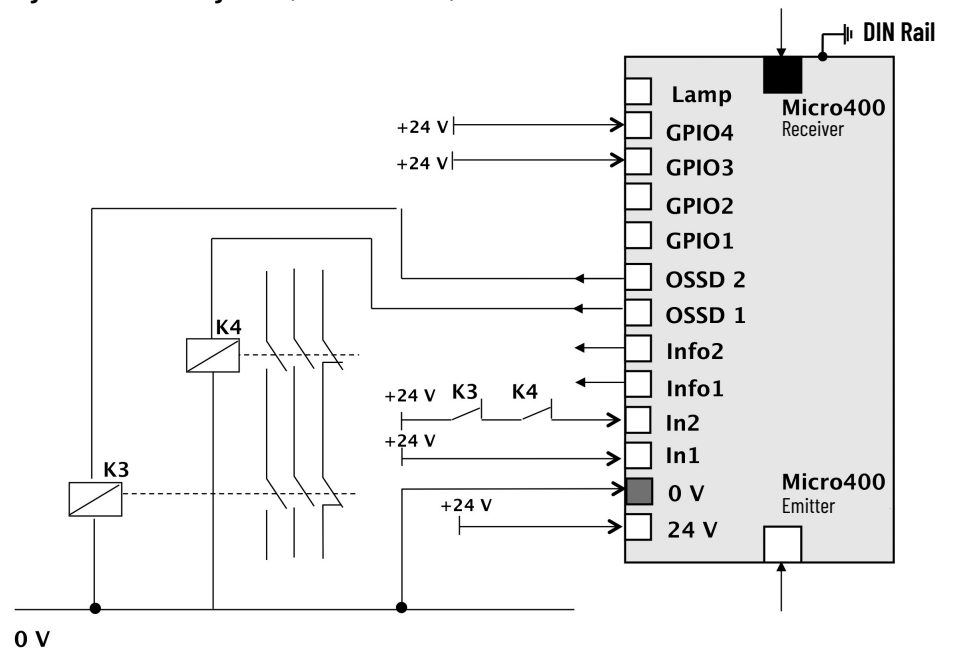 DIN Rail
Micro400
Receiver
Lamp
+24 V
GPIO4
+24 V
GPIO3
GPIO2
GPIO1
OSSD 2
OSSD 1
K4
Info2
Info1
+24 V
K3
K4
In2
+24 V
In1
K3
Micro400
Emitter
0 V
+24 V
24 V
0 V